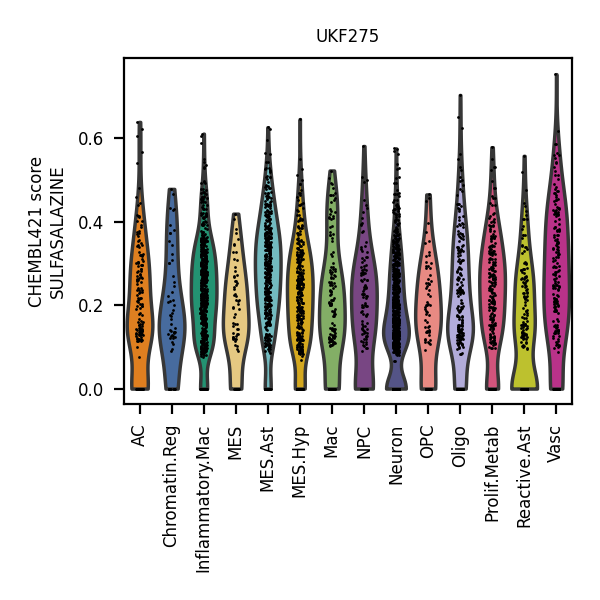 UKF275
CHEMBL421 score
SULFASALAZINE
0.6
0.4
0.2
0.0
AC
Chromatin.Reg
Inflammatory.Mac
MES
MES.Ast
MES.Hyp
Mac
NPC
Neuron
OPC
Oligo
Prolif.Metab
Reactive.Ast
Vasc